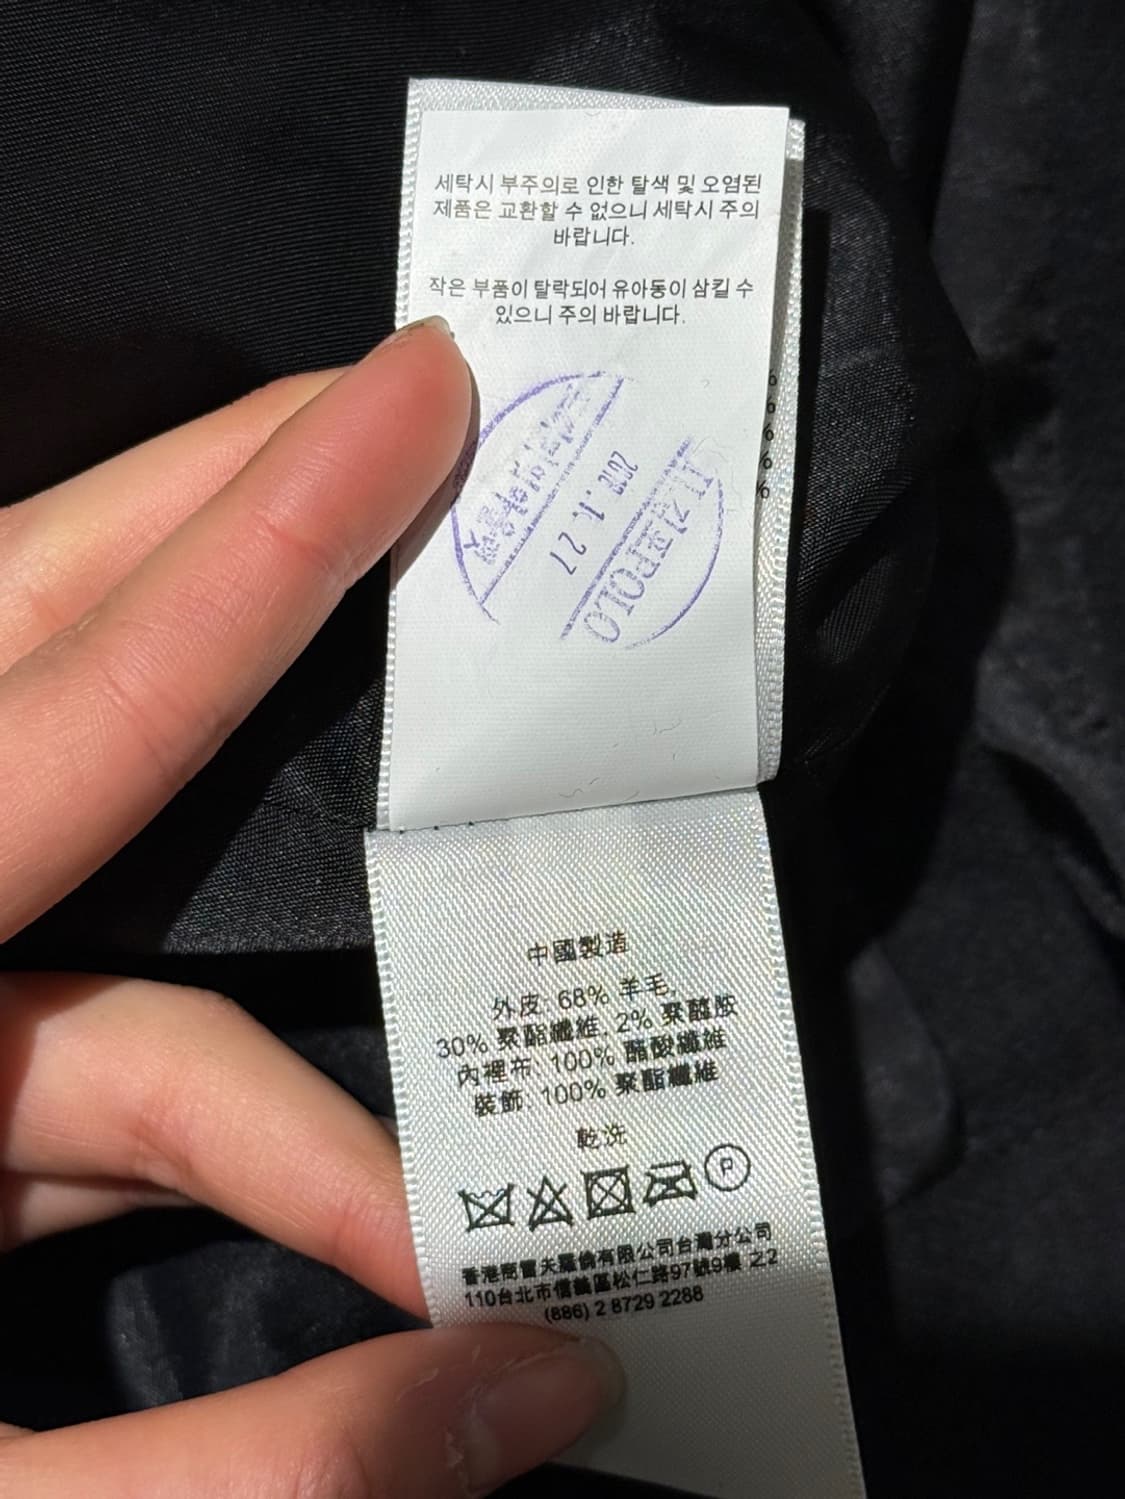 세탁시 부주의로 인한 탈색 및 오염된
제품은 교환할 수 없으니 세탁시 주의
바랍니다.
작은 부품이 탈락되어 유아동이 삼킬 수
있으니 주의 바랍니다.
POLO
中國製造
外皮: 68% 羊毛,
30% 聚酯纖維, 2% 聚醯胺
內裡布: 100% 醋酸纖維
裝飾: 100% 聚酯纖維
乾洗
P
香港商雷夫羅倫有限公司台灣分公司
110台北市信義區松仁路97號9樓 之2
(886) 2 8729 2288